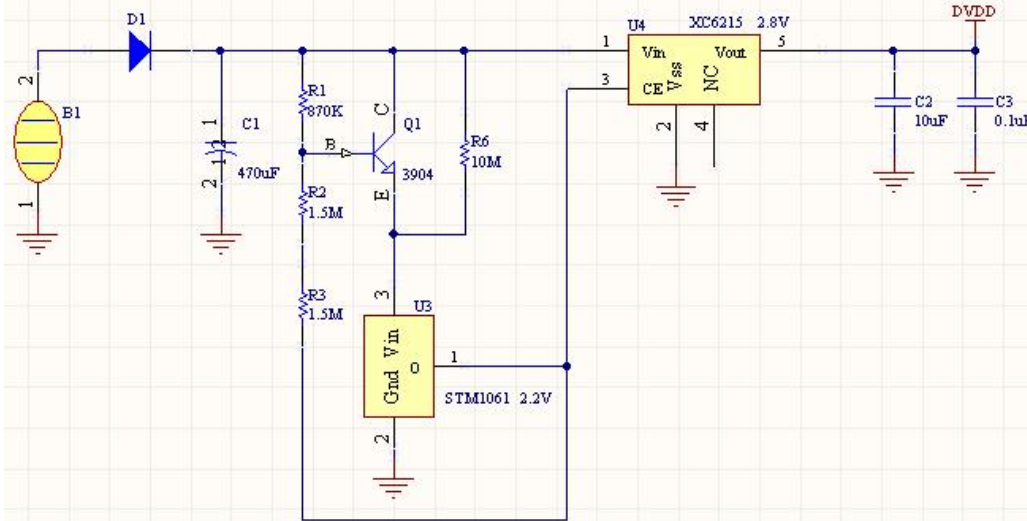 D1
U4
XC6215 2.8V
DVDD
1
Vin
Vout
5
3
CE
Vss
NC
2
4
2
B1
1
1
C1
1 2
470uF
2
R1
870K
C
Q1
B
3904
E
R6
10M
R2
1.5M
R3
1.5M
C2
10uF
C3
0.1uF
3
U3
Vin
Gnd
O
1
STM1061 2.2V
2